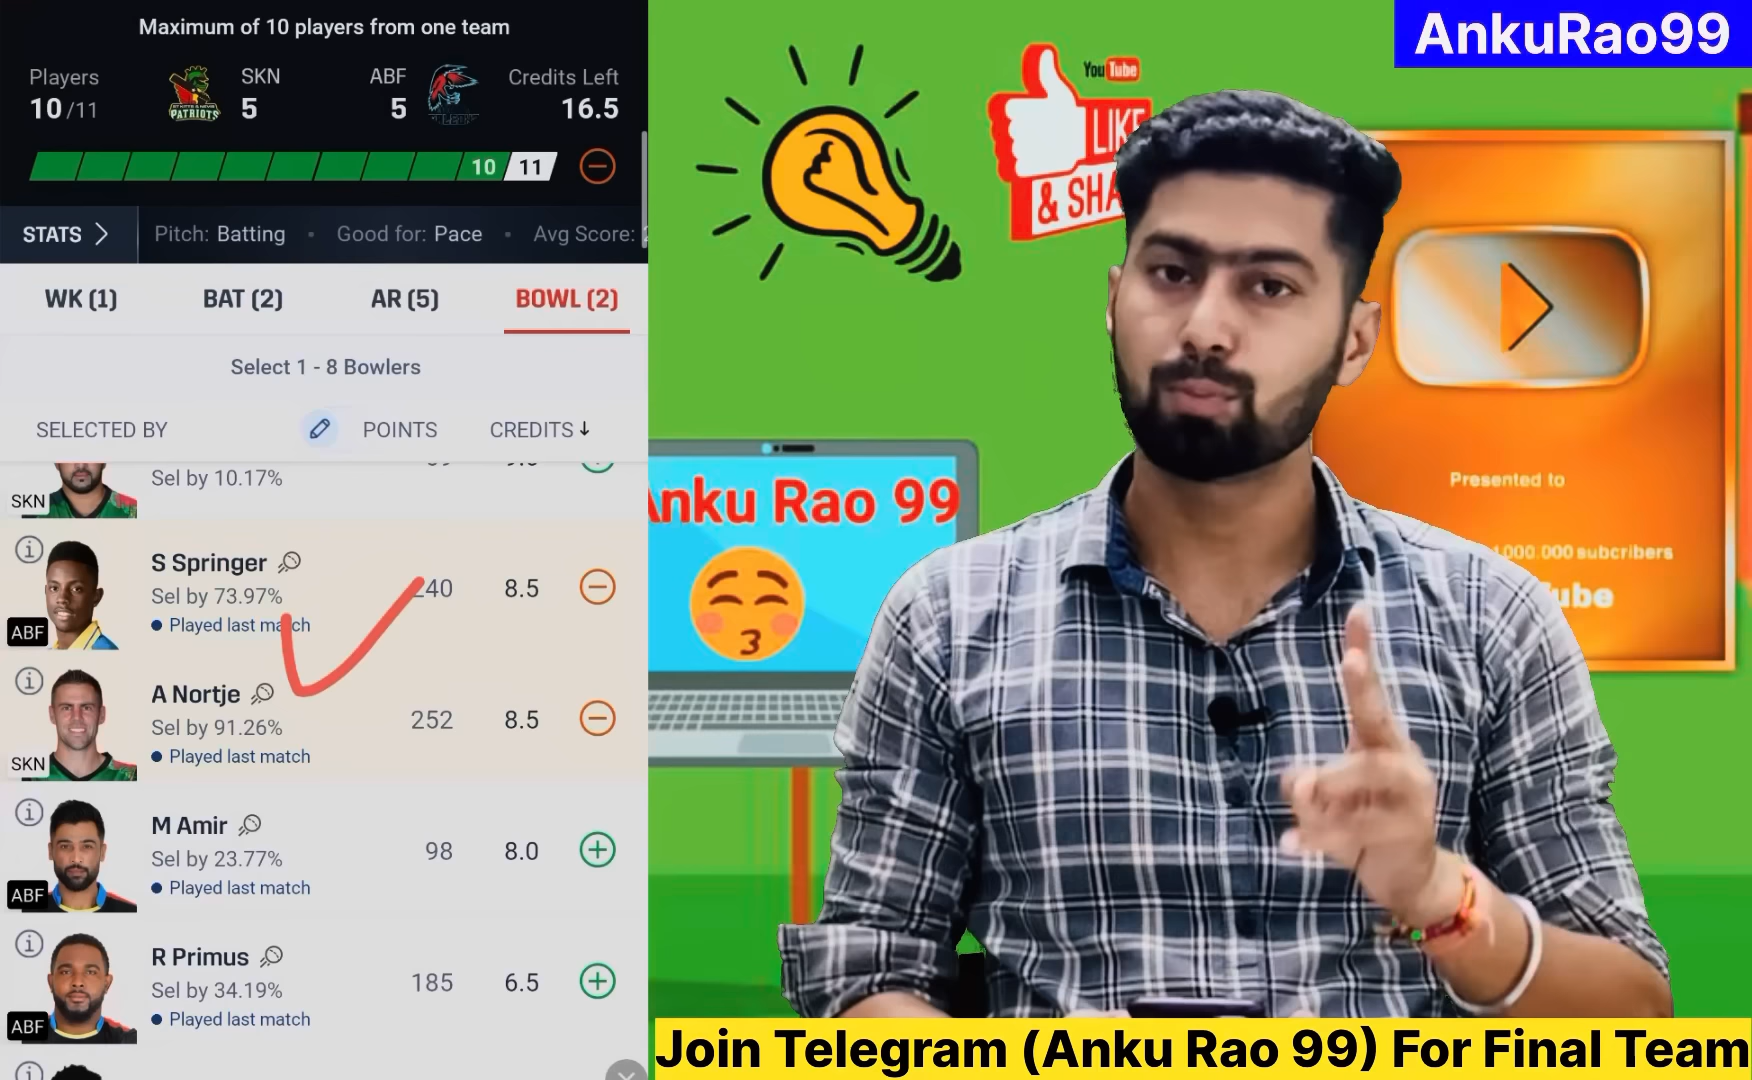 Maximum of 10 players from one team
Players
10/11
PATRIOTS
SKN
5
ABF
5
Credits Left
16.5
10 11
STATS
Pitch: Batting • Good for: Pace • Avg Score:
WK (1) BAT (2) AR (5) BOWL (2)
Select 1 - 8 Bowlers
SELECTED BY POINTS CREDITS↓
SKN
Sel by 10.17%
S Springer
Sel by 73.97%
240 8.5
• Played last match
ABF
A Nortje
Sel by 91.26%
252 8.5
• Played last match
SKN
M Amir
Sel by 23.77%
98 8.0
• Played last match
ABF
R Primus
Sel by 34.19%
185 6.5
• Played last match
ABF
AnkuRao99
YouTube
LIKE
& SHA
Anku Rao 99
Presented to
000.000 subcribers
ube
Join Telegram (Anku Rao 99) For Final Team